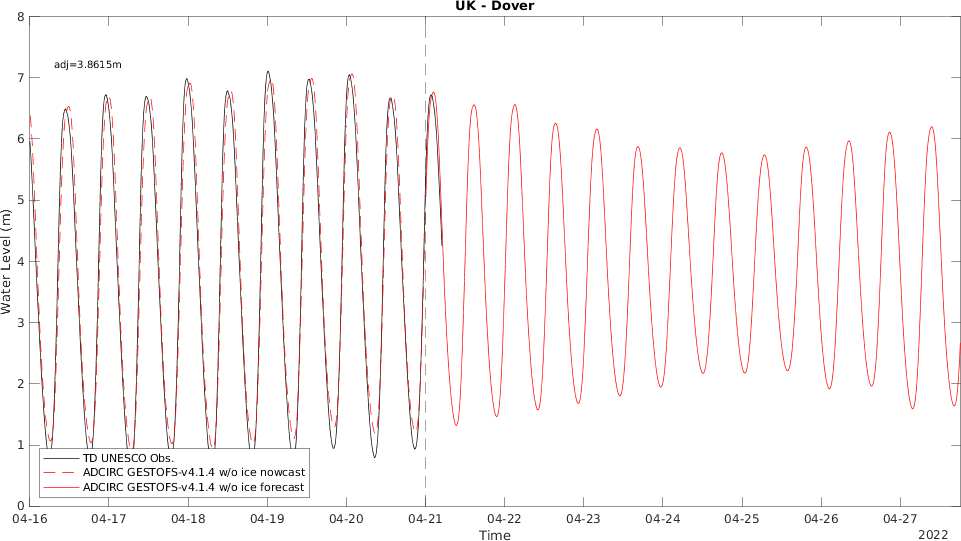 UK - Dover
8
adj=3.8615m
7
6
5
4
3
2
1
0
Water Level (m)
TD UNESCO Obs.
ADCIRC GESTOFS-v4.1.4 w/o ice nowcast
ADCIRC GESTOFS-v4.1.4 w/o ice forecast
04-16 04-17 04-18 04-19 04-20 04-21 04-22 04-23 04-24 04-25 04-26 04-27
Time
2022